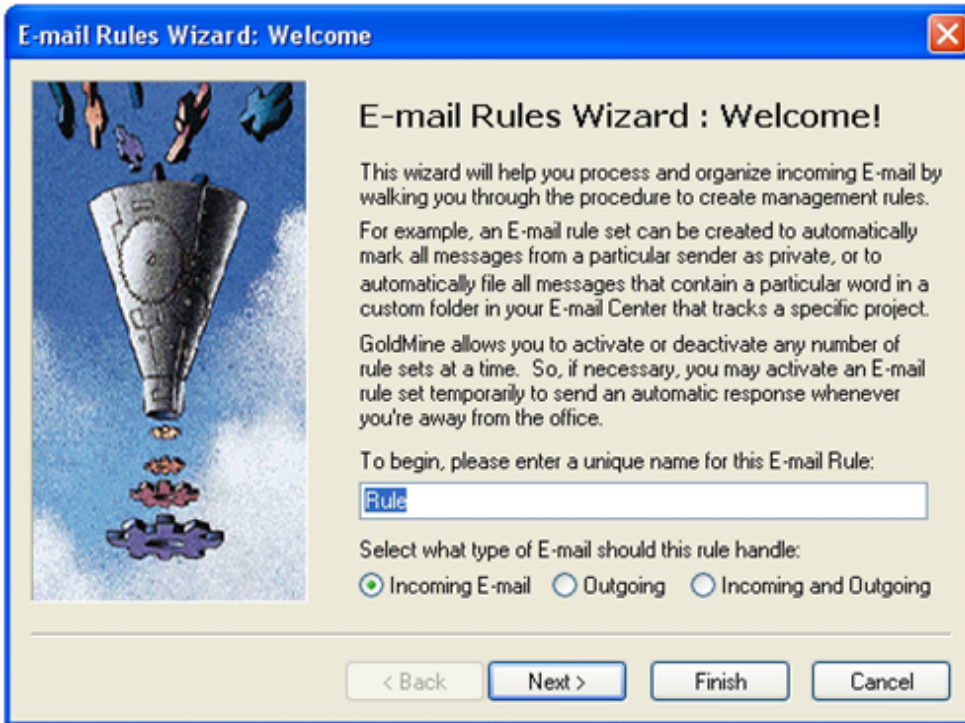 E-mail Rules Wizard: Welcome
E-mail Rules Wizard : Welcome!
This wizard will help you process and organize incoming E-mail by
walking you through the procedure to create management rules.
For example, an E-mail rule set can be created to automatically
mark all messages from a particular sender as private, or to
automatically file all messages that contain a particular word in a
custom folder in your E-mail Center that tracks a specific project.
GoldMine allows you to activate or deactivate any number of
rule sets at a time.  So, if necessary, you may activate an E-mail
rule set temporarily to send an automatic response whenever
you're away from the office.
To begin, please enter a unique name for this E-mail Rule:
Rule
Select what type of E-mail should this rule handle:
Incoming E-mail Outgoing Incoming and Outgoing
< Back Next > Finish Cancel